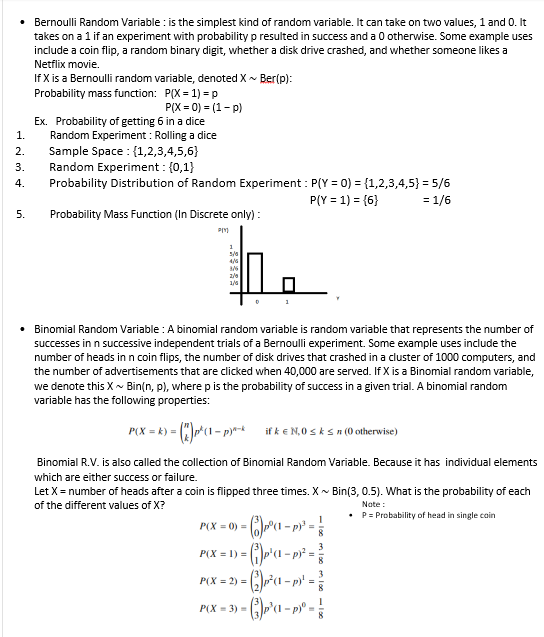 • Bernoulli Random Variable : is the simplest kind of random variable. It can take on two values, 1 and 0. It
takes on a 1 if an experiment with probability p resulted in success and a 0 otherwise. Some example uses
include a coin flip, a random binary digit, whether a disk drive crashed, and whether someone likes a
Netflix movie.
If X is a Bernoulli random variable, denoted X ~ Ber(p):
Probability mass function: P(X = 1) = p
P(X = 0) = (1 – p)
Ex. Probability of getting 6 in a dice
1. Random Experiment : Rolling a dice
2. Sample Space : {1,2,3,4,5,6}
3. Random Experiment : {0,1}
4. Probability Distribution of Random Experiment : P(Y = 0) = {1,2,3,4,5} = 5/6
P(Y = 1) = {6} = 1/6
5. Probability Mass Function (In Discrete only) :
P(Y)
1
5/6
4/6
3/6
2/6
1/6
0 1 Y
• Binomial Random Variable : A binomial random variable is random variable that represents the number of
successes in n successive independent trials of a Bernoulli experiment. Some example uses include the
number of heads in n coin flips, the number of disk drives that crashed in a cluster of 1000 computers, and
the number of advertisements that are clicked when 40,000 are served. If X is a Binomial random variable,
we denote this X ~ Bin(n, p), where p is the probability of success in a given trial. A binomial random
variable has the following properties:
P(X = k) = (n k) p^k (1 − p)^{n−k} if k ∈ ℕ, 0 ≤ k ≤ n (0 otherwise)
Binomial R.V. is also called the collection of Binomial Random Variable. Because it has individual elements
which are either success or failure.
Let X = number of heads after a coin is flipped three times. X ~ Bin(3, 0.5). What is the probability of each
of the different values of X?
Note :
• P = Probability of head in single coin
P(X = 0) = (3 0) p^0 (1 − p)^3 = 1/8
P(X = 1) = (3 1) p^1 (1 − p)^2 = 3/8
P(X = 2) = (3 2) p^2 (1 − p)^1 = 3/8
P(X = 3) = (3 3) p^3 (1 − p)^0 = 1/8